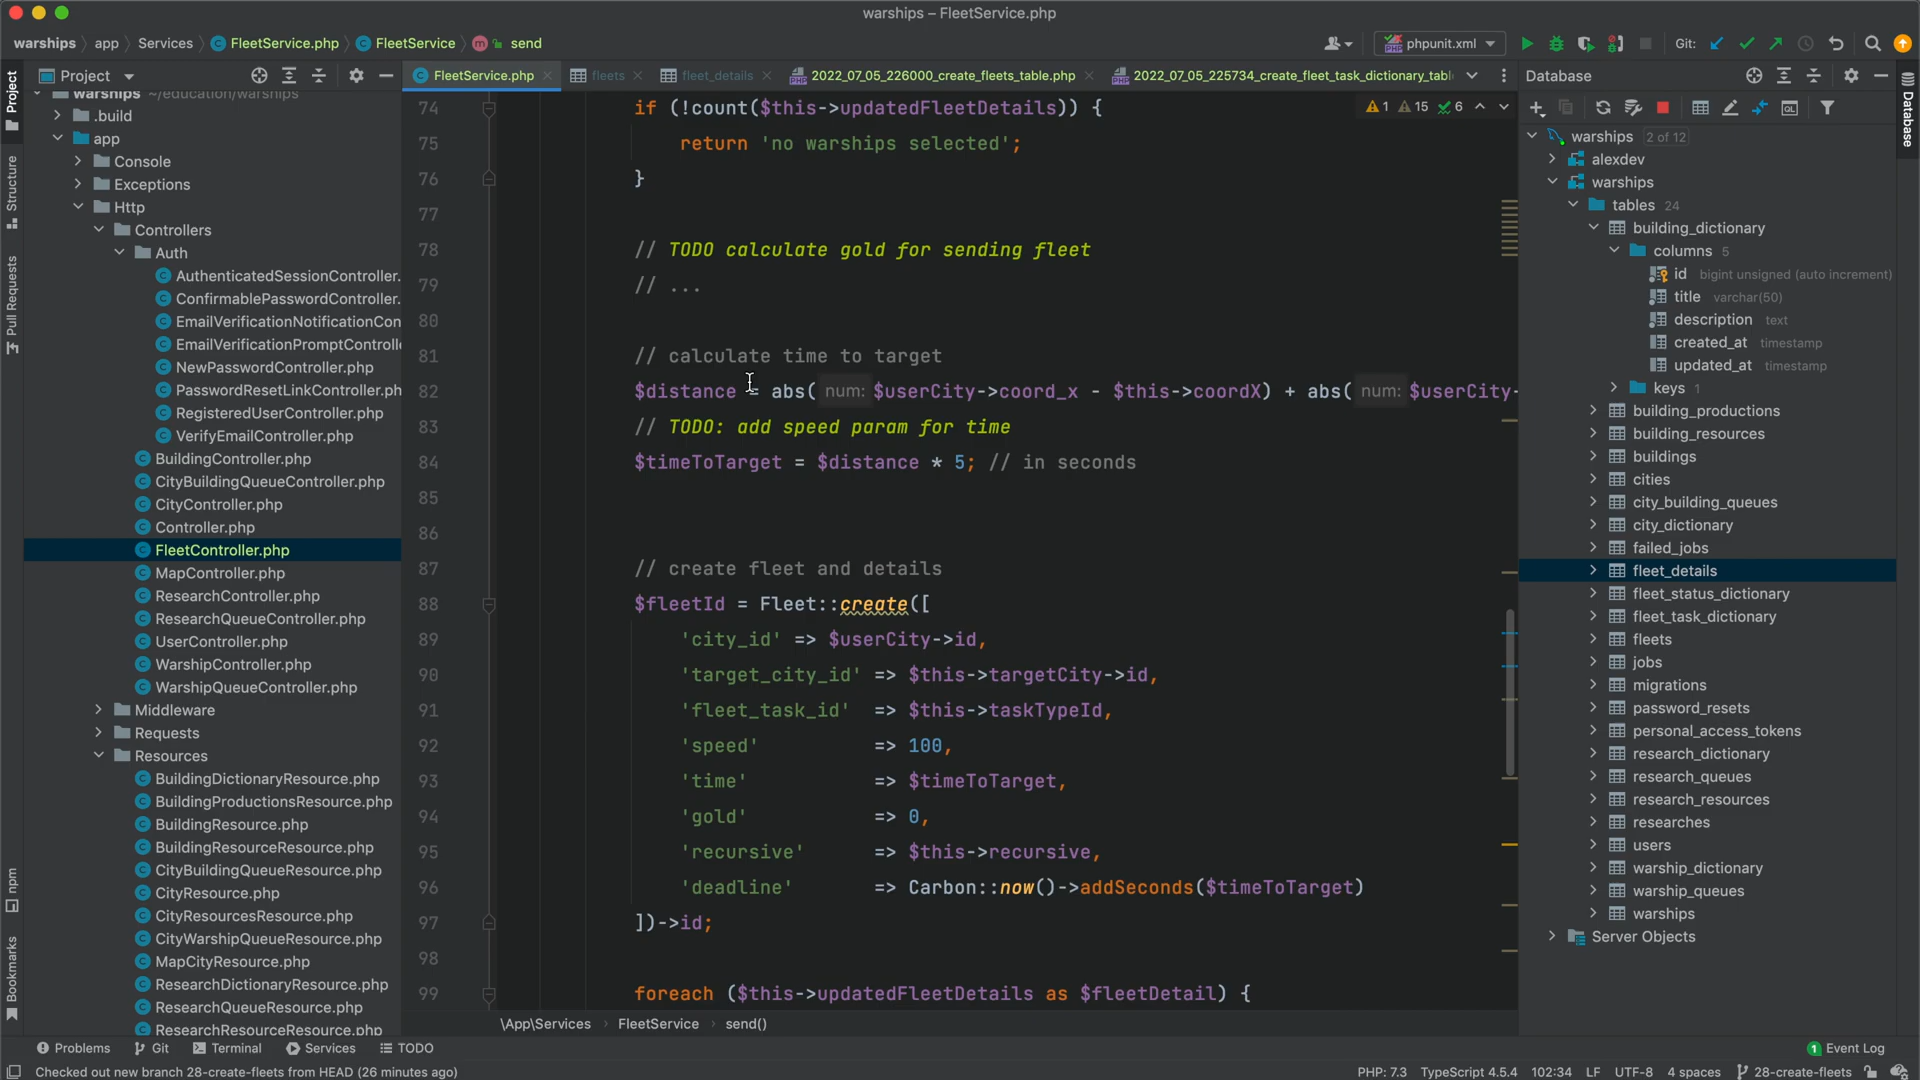 warships – FleetService.php
warships app Services FleetService.php FleetService send
phpunit.xml Git:
Project
FleetService.php fleets fleet_details 2022_07_05_226000_create_fleets_table.php 2022_07_05_225734_create_fleet_task_dictionary_tabl
Database
Project
Structure
Pull Requests
npm
Bookmarks
warships ~/education/warships
.build
app
Console
Exceptions
Http
Controllers
Auth
AuthenticatedSessionController.
ConfirmablePasswordController.
EmailVerificationNotificationCon
EmailVerificationPromptControll
NewPasswordController.php
PasswordResetLinkController.php
RegisteredUserController.php
VerifyEmailController.php
BuildingController.php
CityBuildingQueueController.php
CityController.php
Controller.php
FleetController.php
MapController.php
ResearchController.php
ResearchQueueController.php
UserController.php
WarshipController.php
WarshipQueueController.php
Middleware
Requests
Resources
BuildingDictionaryResource.php
BuildingProductionsResource.php
BuildingResource.php
BuildingResourceResource.php
CityBuildingQueueResource.php
CityResource.php
CityResourcesResource.php
CityWarshipQueueResource.php
MapCityResource.php
ResearchDictionaryResource.php
ResearchQueueResource.php
ResearchResourceResource.php
1 15 6
74 if (!count($this->updatedFleetDetails)) {
75 return 'no warships selected';
76 }
77
78 // TODO calculate gold for sending fleet
79 // ...
80
81 // calculate time to target
82 $distance = abs( num: $userCity->coord_x - $this->coordX) + abs( num: $userCity-
83 // TODO: add speed param for time
84 $timeToTarget = $distance * 5; // in seconds
85
86
87 // create fleet and details
88 $fleetId = Fleet::create([
89 'city_id' => $userCity->id,
90 'target_city_id' => $this->targetCity->id,
91 'fleet_task_id' => $this->taskTypeId,
92 'speed' => 100,
93 'time' => $timeToTarget,
94 'gold' => 0,
95 'recursive' => $this->recursive,
96 'deadline' => Carbon::now()->addSeconds($timeToTarget)
97 ])->id;
98
99 foreach ($this->updatedFleetDetails as $fleetDetail) {
\App\Services FleetService send()
warships 2 of 12
alexdev
warships
tables 24
building_dictionary
columns 5
id bigint unsigned (auto increment)
title varchar(50)
description text
created_at timestamp
updated_at timestamp
keys 1
building_productions
building_resources
buildings
cities
city_building_queues
city_dictionary
failed_jobs
fleet_details
fleet_status_dictionary
fleet_task_dictionary
fleets
jobs
migrations
password_resets
personal_access_tokens
research_dictionary
research_queues
research_resources
researches
users
warship_dictionary
warship_queues
warships
Server Objects
Database
Problems Git Terminal Services TODO
1 Event Log
Checked out new branch 28-create-fleets from HEAD (26 minutes ago)
PHP: 7.3 TypeScript 4.5.4 102:34 LF UTF-8 4 spaces 28-create-fleets